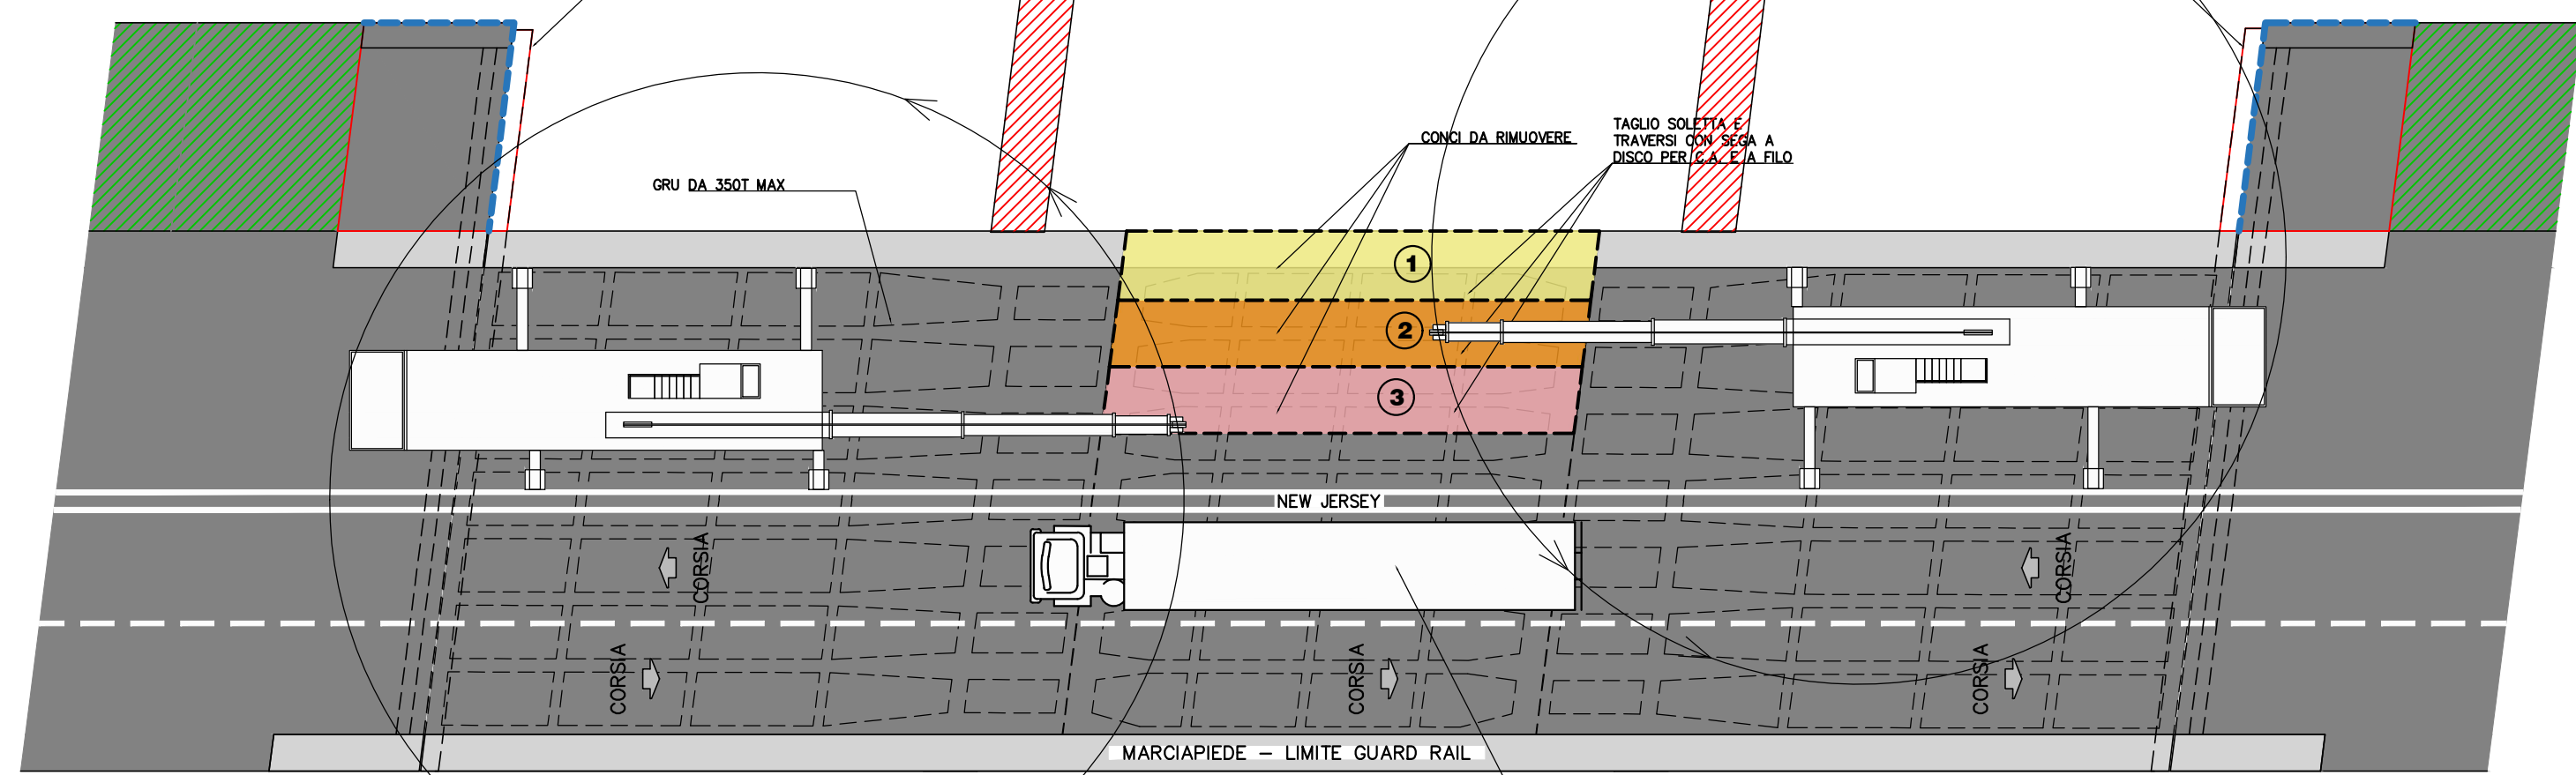 CONCI DA RIMUOVERE
TAGLIO SOLETTA E
TRAVERSI CON SEGA A
DISCO PER C.A. E A FILO
GRU DA 350T MAX
1
2
3
NEW JERSEY
CORSIA
CORSIA
CORSIA
CORSIA
CORSIA
MARCIAPIEDE – LIMITE GUARD RAIL